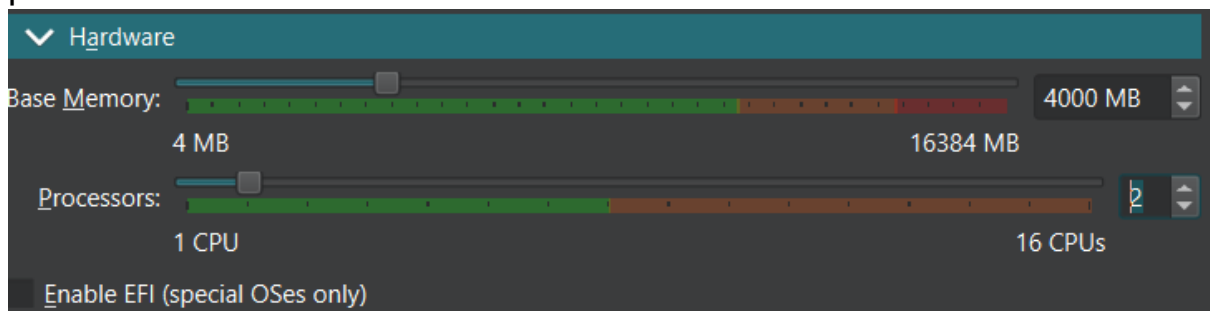 Hardware
Base Memory: 4000 MB
4 MB 16384 MB
Processors: 2
1 CPU 16 CPUs
Enable EFI (special OSes only)